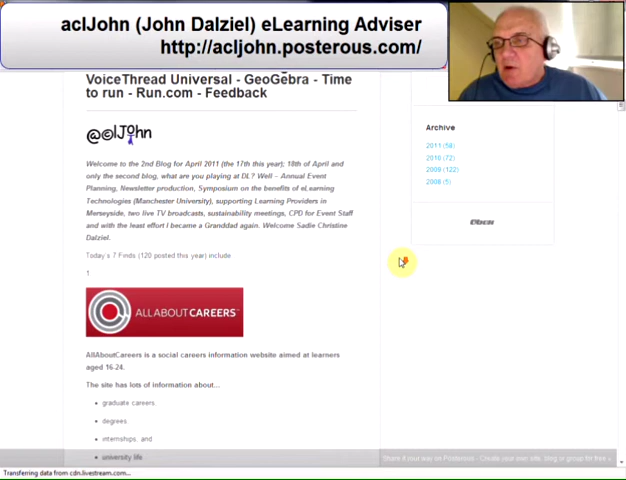 aclJohn (John Dalziel) eLearning Adviser
http://acljohn.posterous.com/
VoiceThread Universal - GeoGebra - Time
to run - Run.com - Feedback
@clJohn
Welcome to the 2nd Blog for April 2011 (the 17th this year); 18th of April and
only the second blog, what are you playing at DL? Well - Annual Event
Planning, Newsletter production, Symposium on the benefits of eLearning
Technologies (Manchester University), supporting Learning Providers in
Merseyside, two live TV broadcasts, sustainability meetings, CPD for Event Staff
and with the least effort I became a Granddad again. Welcome Sadie Christine
Dalziel.
Today's 7 Finds (120 posted this year) include
1
ALLABOUTCAREERS
AllAboutCareers is a social careers information website aimed at learners
aged 16-24.
The site has lots of information about...
• graduate careers
• degrees
• internships, and
• university life
Archive
2011 (58)
2010 (72)
2009 (122)
2008 (5)
Share it your way on Posterous - Create your own site, blog or group for free »
Transferring data from cdn.livestream.com...